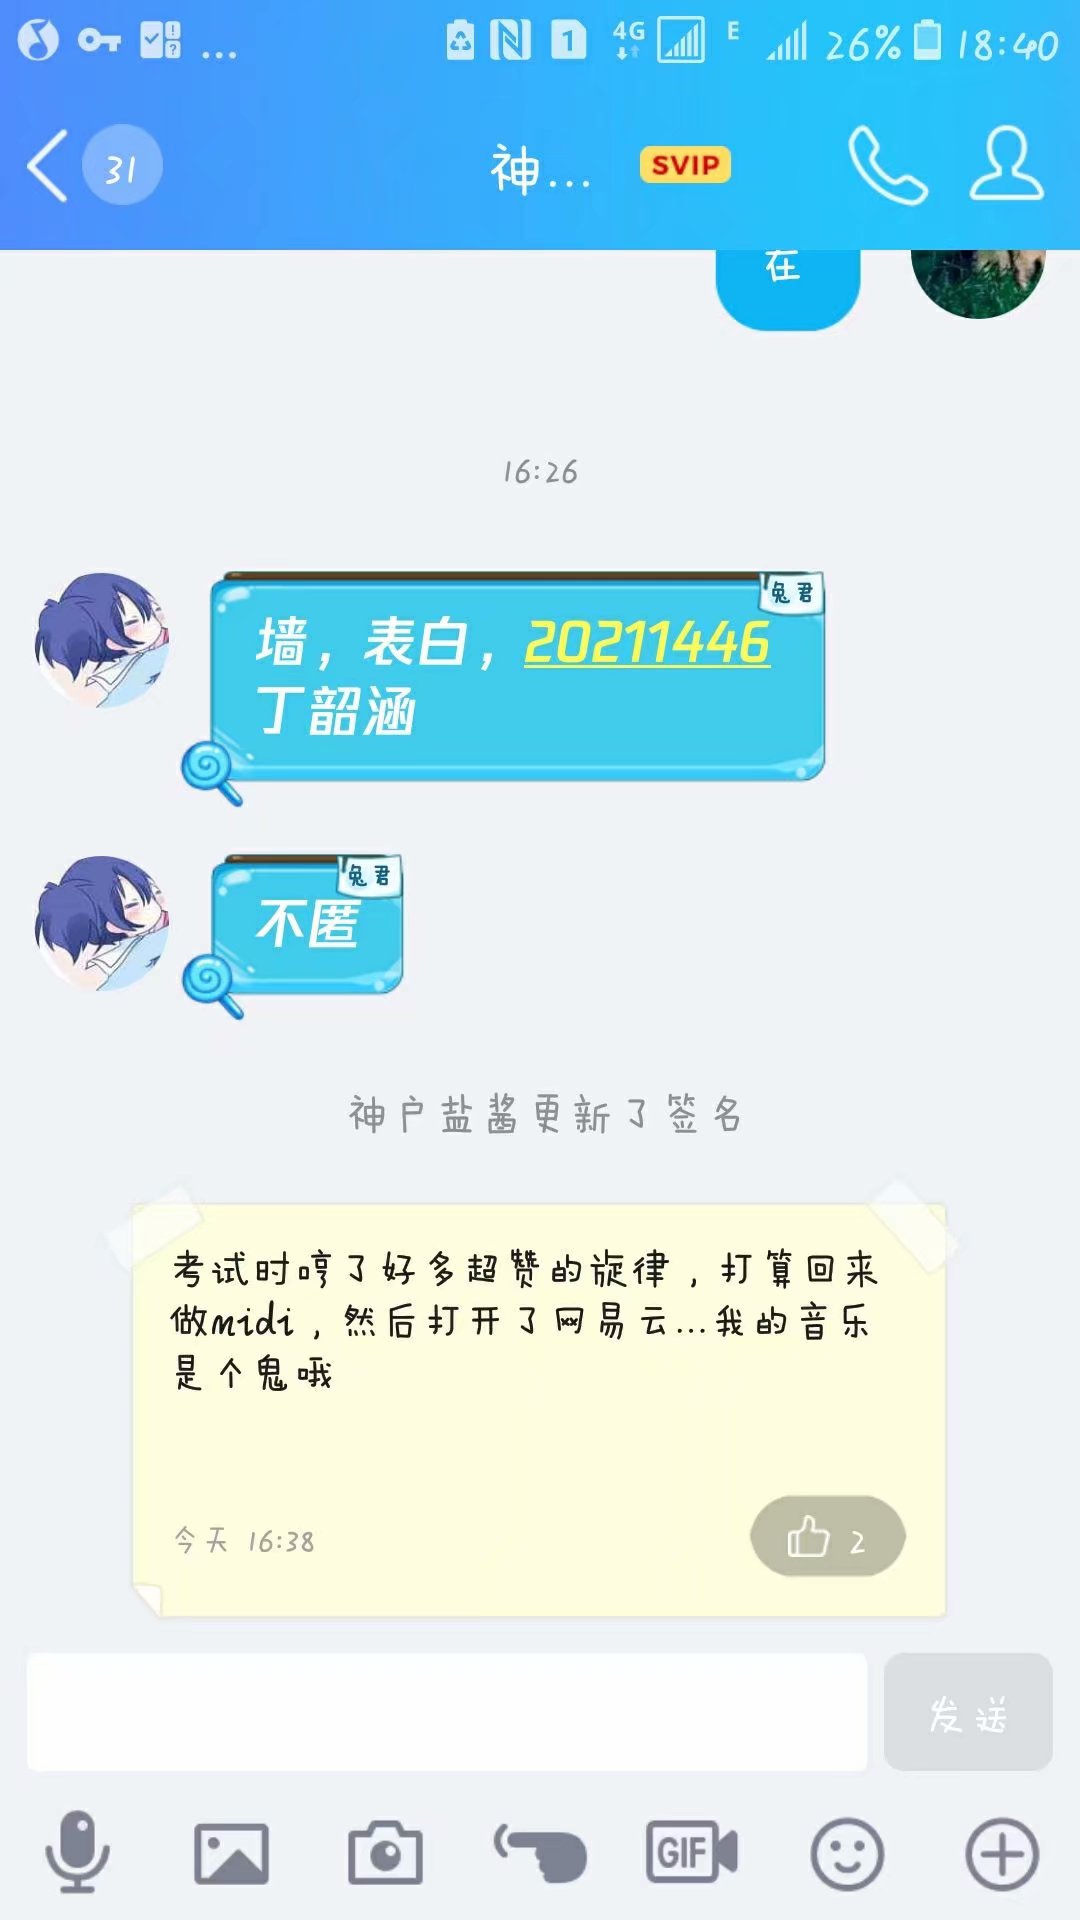 4G
1
E
26%
18:40
31
神...
SVIP
在
16:26
兔君
墙，表白，20211446
丁韶涵
兔君
不匿
神户盐酱更新了签名
考试时哼了好多超赞的旋律，打算回来
做midi，然后打开了网易云...我的音乐
是个鬼哦
今天 16:38
2
发送
GIF